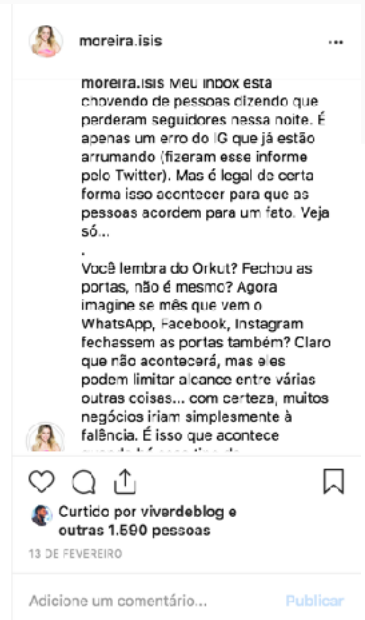 moreira.isis
moreira.isis Meu inbox está
chovendo de pessoas dizendo que
perderam seguidores nessa noite. É
apenas um erro do IG que já estão
arrumando (fizeram esse informe
pelo Twitter). Mas é legal de certa
forma isso acontecer para que as
pessoas acordem para um fato. Veja
só...
.
Você lembra do Orkut? Fechou as
portas, não é mesmo? Agora
imagine se mês que vem o
WhatsApp, Facebook, Instagram
fechassem as portas também? Claro
que não acontecerá, mas eles
podem limitar alcance entre várias
outras coisas... com certeza, muitos
negócios iriam simplesmente à
falência. É isso que acontece
Curtido por viverdeblog e
outras 1.590 pessoas
13 DE FEVEREIRO
Adicione um comentário... Publicar